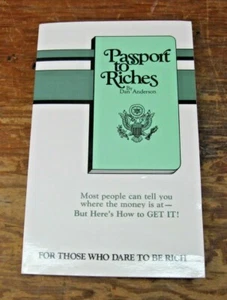 Passport
to
Riches
By
Dan Anderson
Most people can tell you
where the money is at—
But Here's How to GET IT!
FOR THOSE WHO DARE TO BE RICH